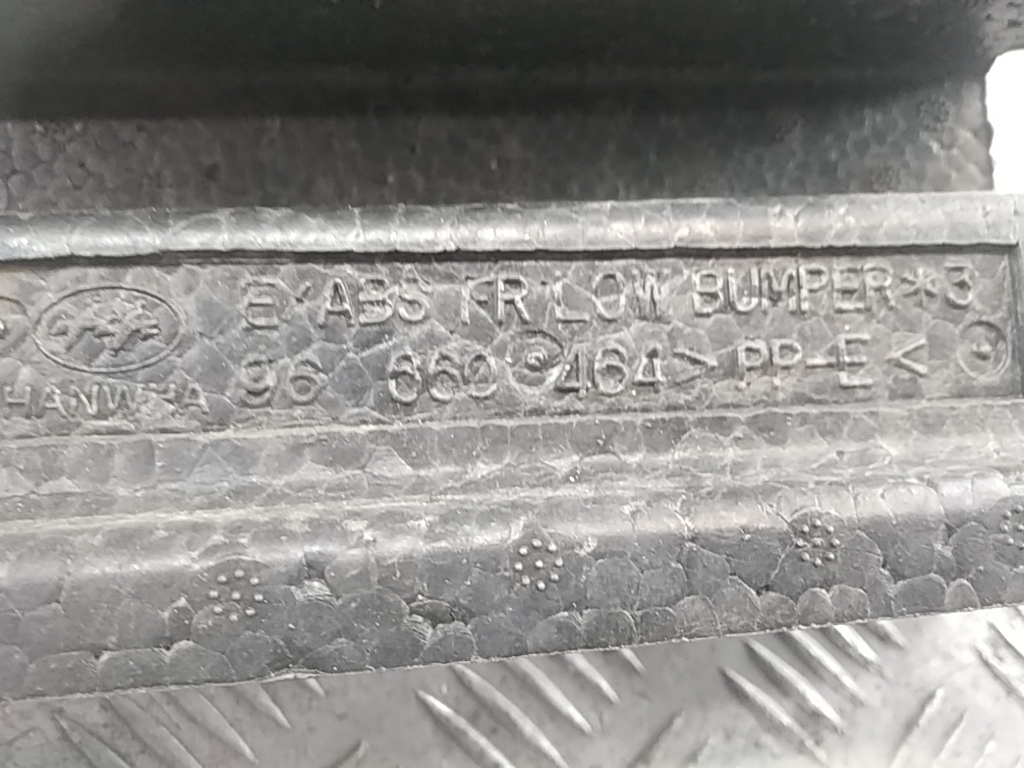 E/ABS FR LOW BUMPER*3
HANWHA 96 660 464 >PP-E<